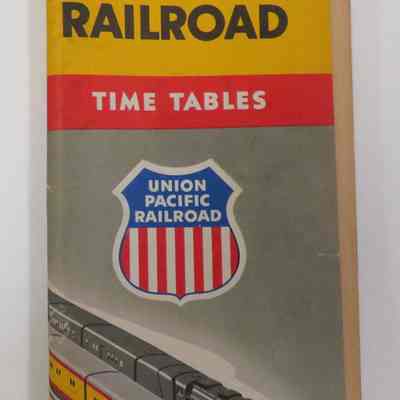 RAILROAD
TIME TABLES
UNION
PACIFIC
RAILROAD